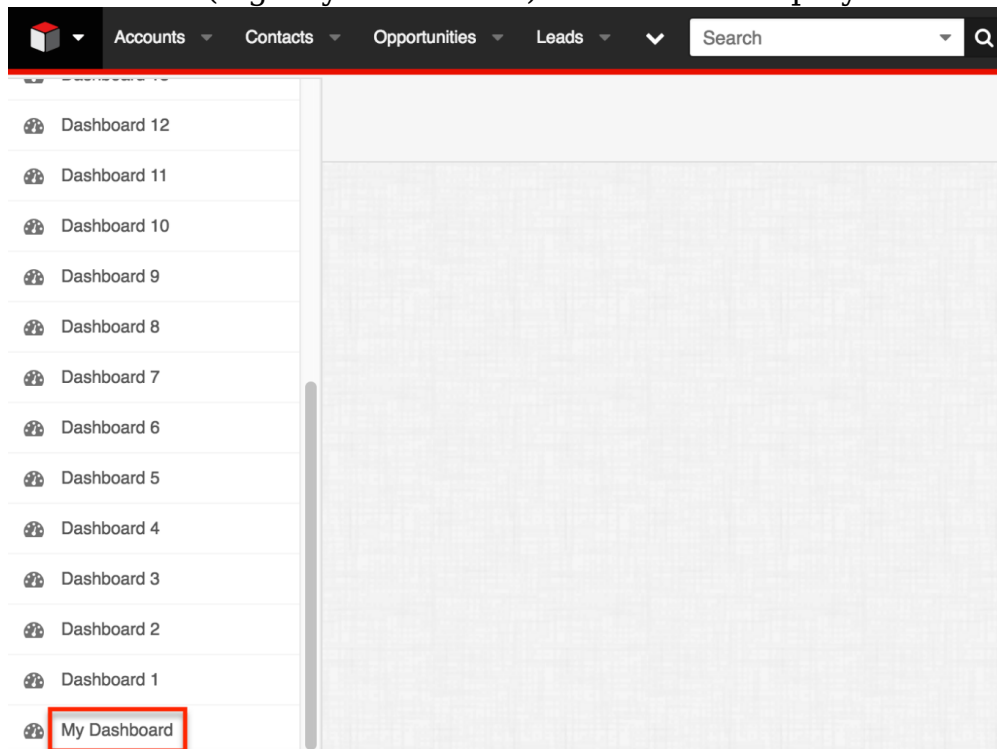 Accounts Contacts Opportunities Leads Search
Dashboard 12
Dashboard 11
Dashboard 10
Dashboard 9
Dashboard 8
Dashboard 7
Dashboard 6
Dashboard 5
Dashboard 4
Dashboard 3
Dashboard 2
Dashboard 1
My Dashboard